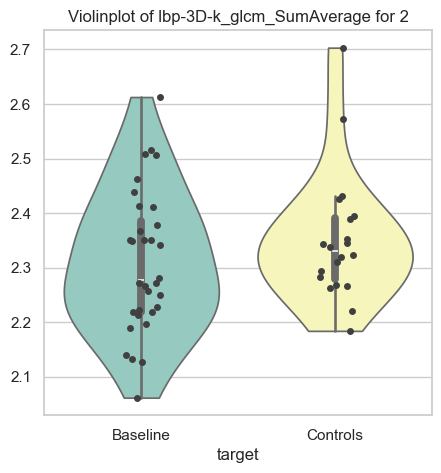 Violinplot of lbp-3D-k_glcm_SumAverage for 2
2.7
2.6
2.5
2.4
2.3
2.2
2.1
Baseline Controls
target